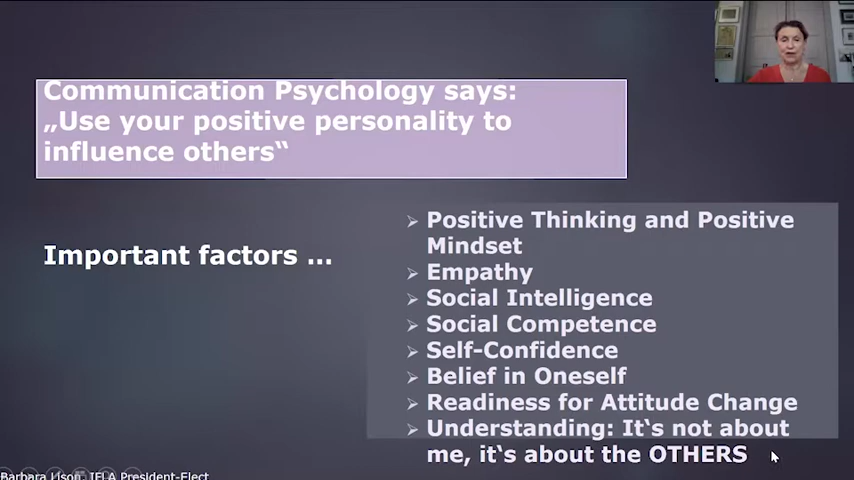 Communication Psychology says:
„Use your positive personality to
influence others“
Important factors ...
Positive Thinking and Positive
Mindset
Empathy
Social Intelligence
Social Competence
Self-Confidence
Belief in Oneself
Readiness for Attitude Change
Understanding: It‘s not about
me, it‘s about the OTHERS
Barbara Lison, IFLA President-Elect